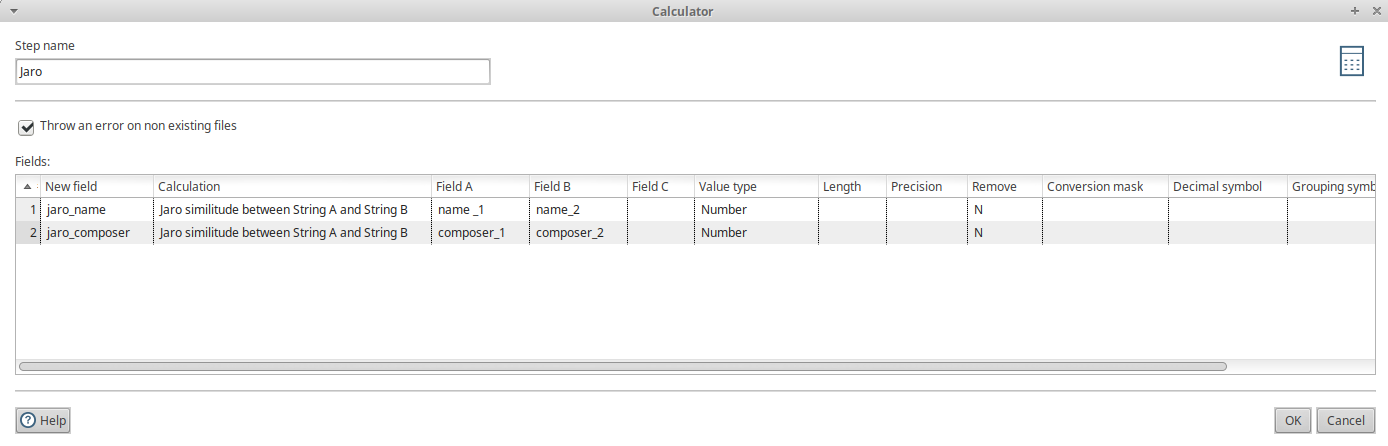 Calculator
Step name
Jaro
Throw an error on non existing files
Fields:
New field Calculation Field A Field B Field C Value type Length Precision Remove Conversion mask Decimal symbol Grouping symb
1 jaro_name Jaro similitude between String A and String B name _1 name_2 Number N
2 jaro_composer Jaro similitude between String A and String B composer_1 composer_2 Number N
Help OK Cancel